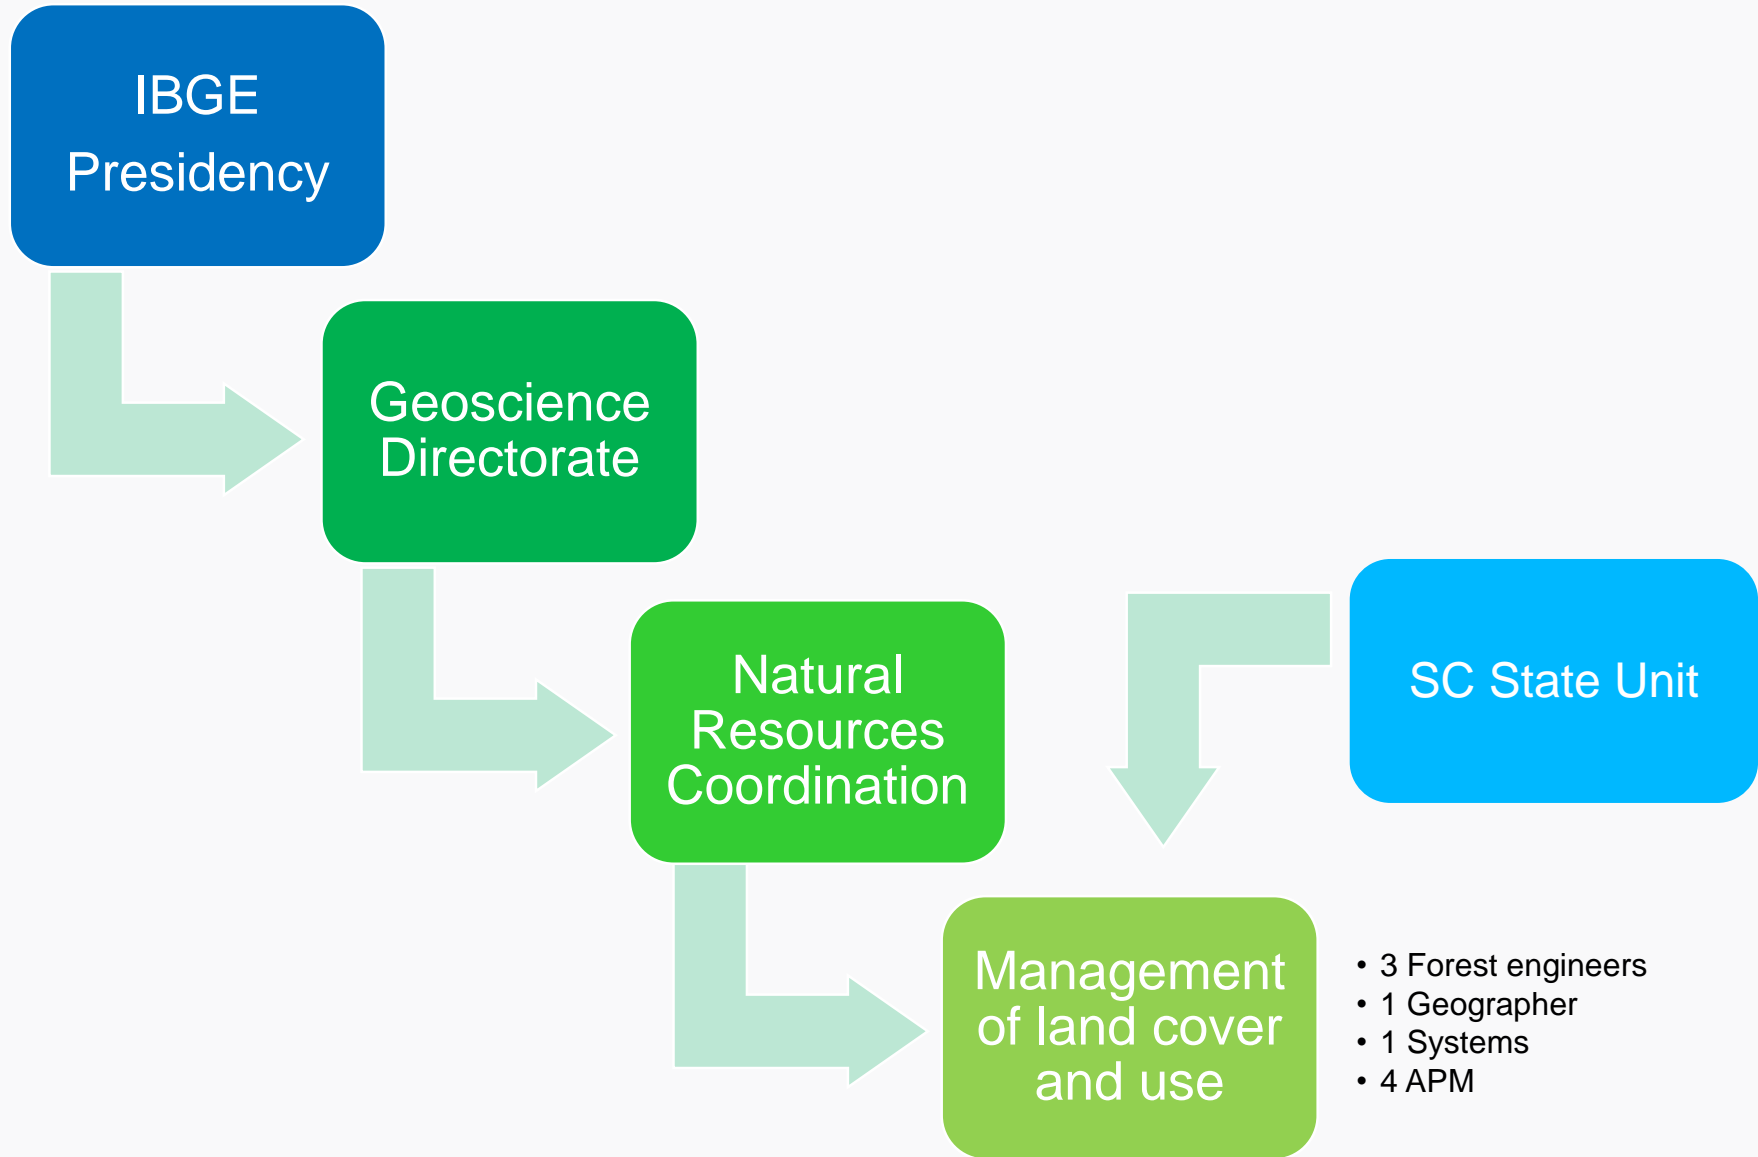 IBGE
Presidency
Geoscience
Directorate
Natural
Resources
Coordination
SC State Unit
Management
of land cover
and use
• 3 Forest engineers
• 1 Geographer
• 1 Systems
• 4 APM